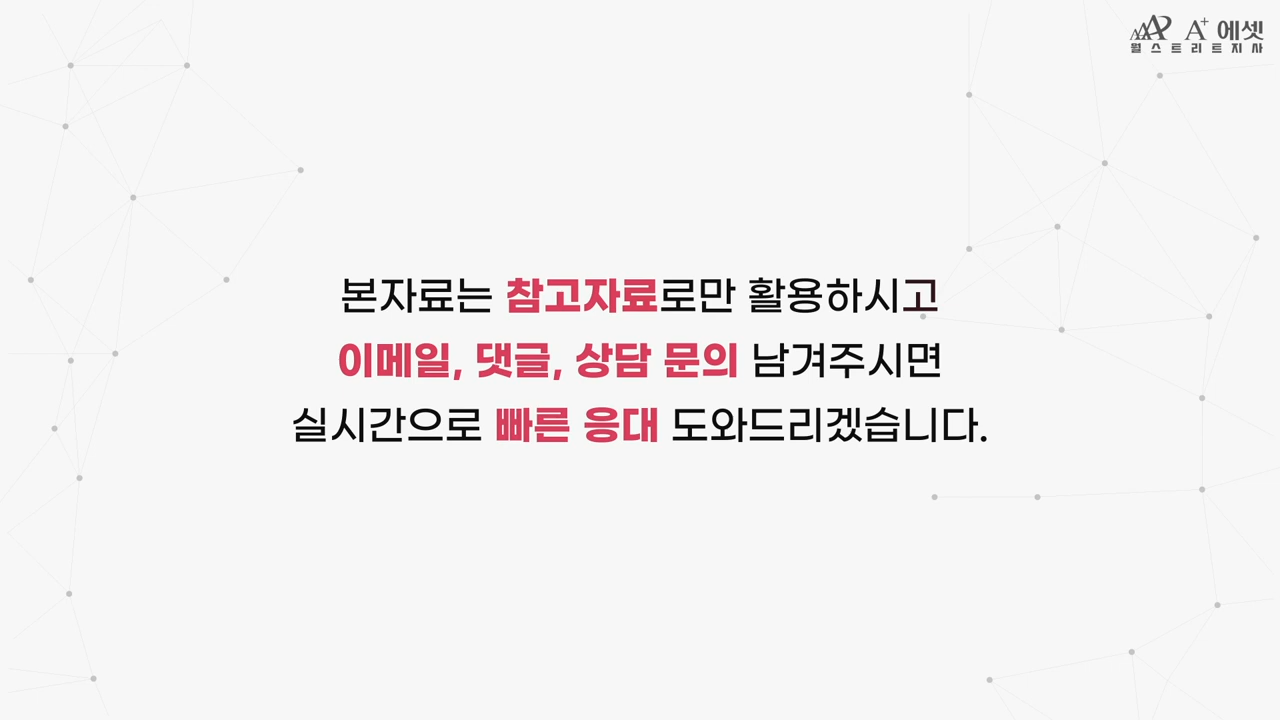 A+ 에셋
월스트리트지사
본자료는 참고자료로만 활용하시고
이메일, 댓글, 상담 문의 남겨주시면
실시간으로 빠른 응대 도와드리겠습니다.